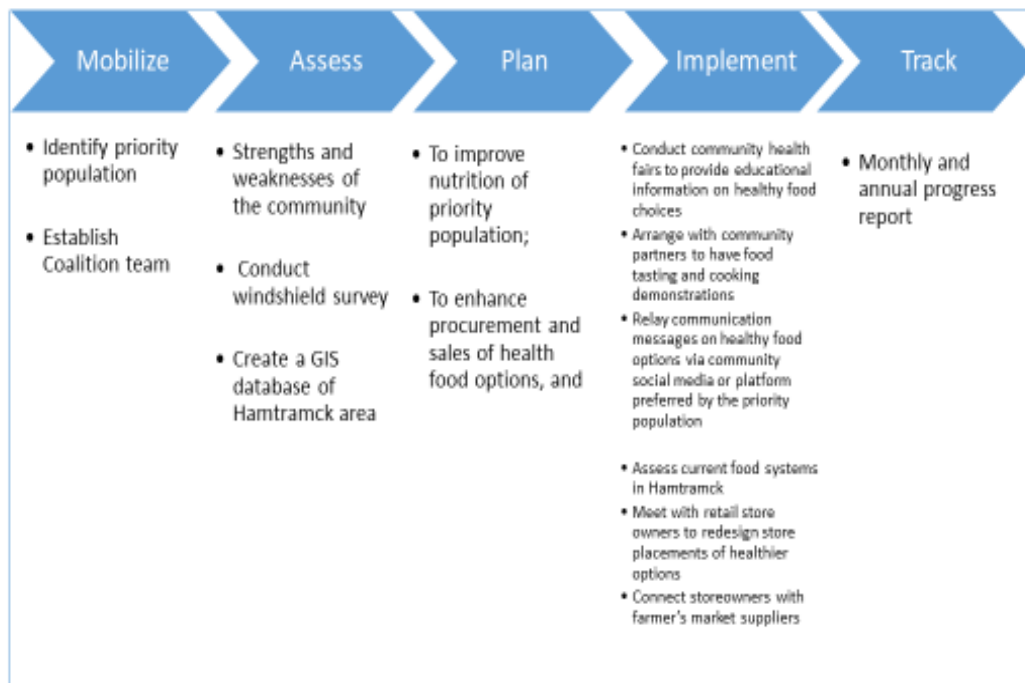 Mobilize
Assess
Plan
Implement
Track
• Identify priority
population
• Establish
Coalition team
• Strengths and
weaknesses of
the community
• Conduct
windshield survey
• Create a GIS
database of
Hamtramck area
• To improve
nutrition of
priority
population;
• To enhance
procurement and
sales of health
food options, and
• Conduct community health
fairs to provide educational
information on healthy food
choices
• Arrange with community
partners to have food
tasting and cooking
demonstrations
• Relay communication
messages on healthy food
options via community
social media or platform
preferred by the priority
population
• Assess current food systems
in Hamtramck
• Meet with retail store
owners to redesign store
placements of healthier
options
• Connect storeowners with
farmer's market suppliers
• Monthly and
annual progress
report